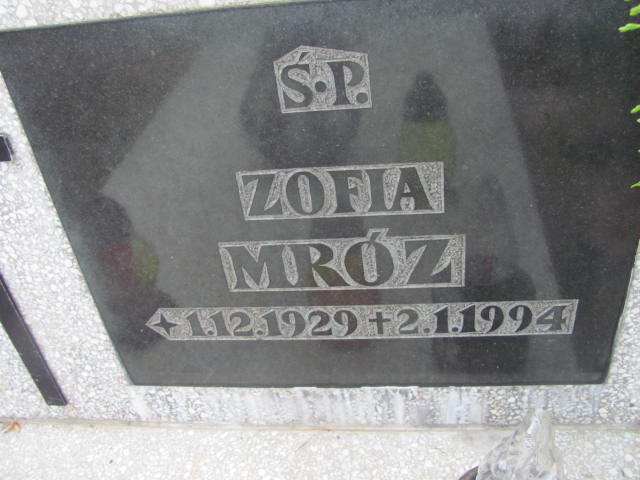 Ś.P.
ZOFIA
MRÓZ
✦ 1.12.1929 + 2.1.1994